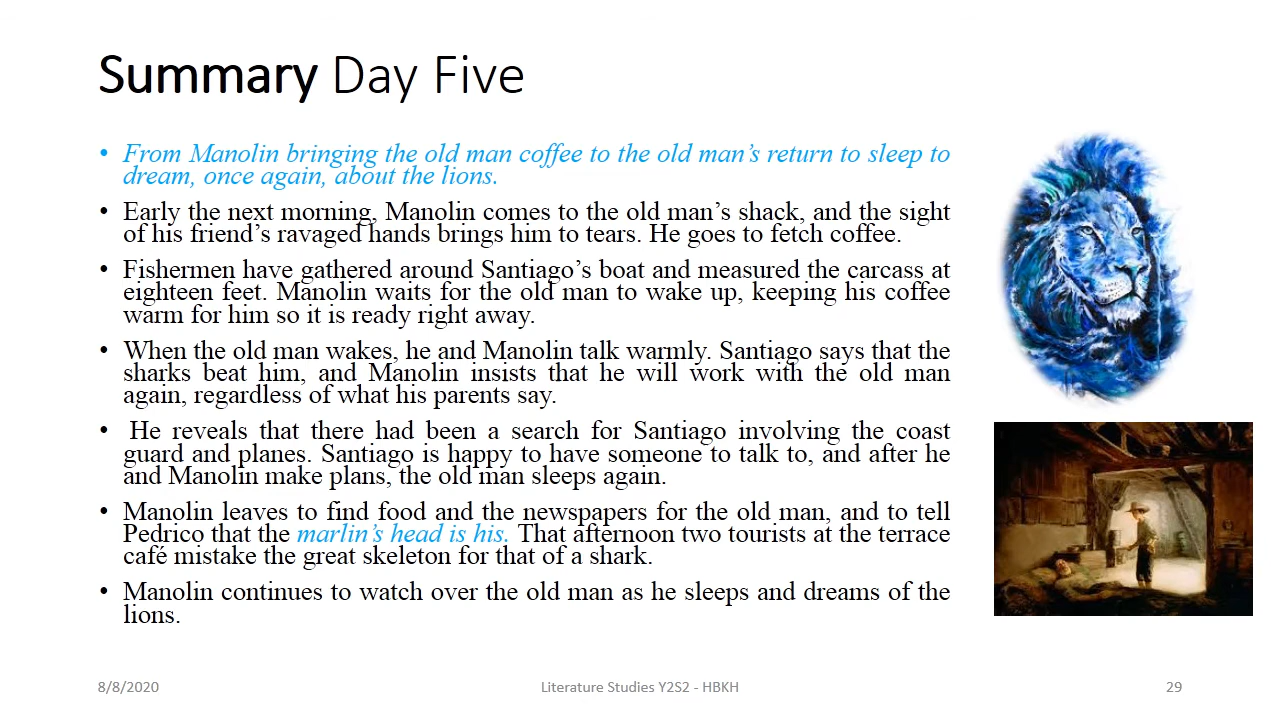 Summary Day Five
• From Manolin bringing the old man coffee to the old man’s return to sleep to
dream, once again, about the lions.
• Early the next morning, Manolin comes to the old man’s shack, and the sight
of his friend’s ravaged hands brings him to tears. He goes to fetch coffee.
• Fishermen have gathered around Santiago’s boat and measured the carcass at
eighteen feet. Manolin waits for the old man to wake up, keeping his coffee
warm for him so it is ready right away.
• When the old man wakes, he and Manolin talk warmly. Santiago says that the
sharks beat him, and Manolin insists that he will work with the old man
again, regardless of what his parents say.
• He reveals that there had been a search for Santiago involving the coast
guard and planes. Santiago is happy to have someone to talk to, and after he
and Manolin make plans, the old man sleeps again.
• Manolin leaves to find food and the newspapers for the old man, and to tell
Pedrico that the marlin’s head is his. That afternoon two tourists at the terrace
café mistake the great skeleton for that of a shark.
• Manolin continues to watch over the old man as he sleeps and dreams of the
lions.
8/8/2020
Literature Studies Y2S2 - HBKH
29